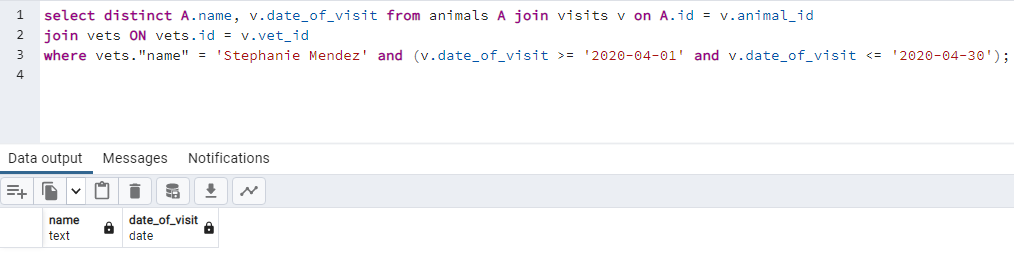 1 select distinct A.name, v.date_of_visit from animals A join visits v on A.id = v.animal_id
2 join vets ON vets.id = v.vet_id
3 where vets."name" = 'Stephanie Mendez' and (v.date_of_visit >= '2020-04-01' and v.date_of_visit <= '2020-04-30');
4
Data output Messages Notifications
name date_of_visit
text date